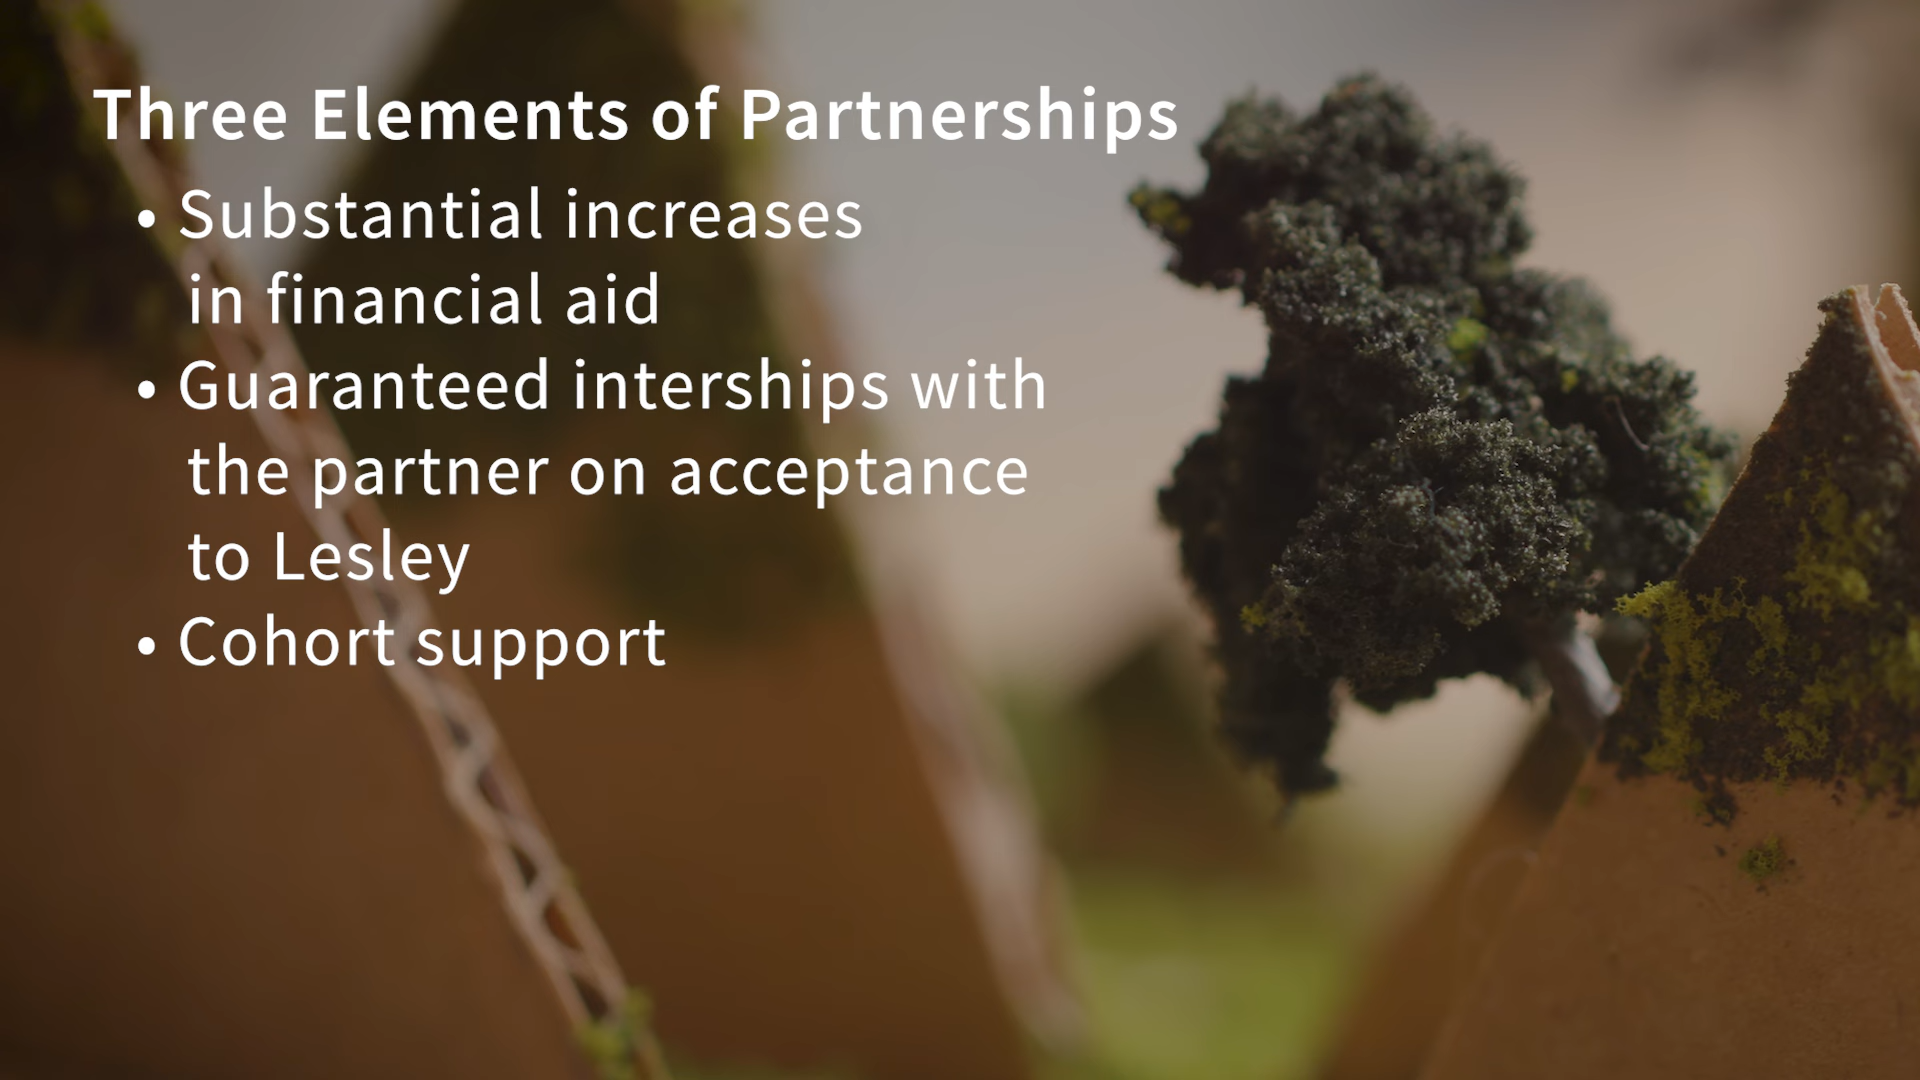 Three Elements of Partnerships
• Substantial increases
in financial aid
• Guaranteed interships with
the partner on acceptance
to Lesley
• Cohort support